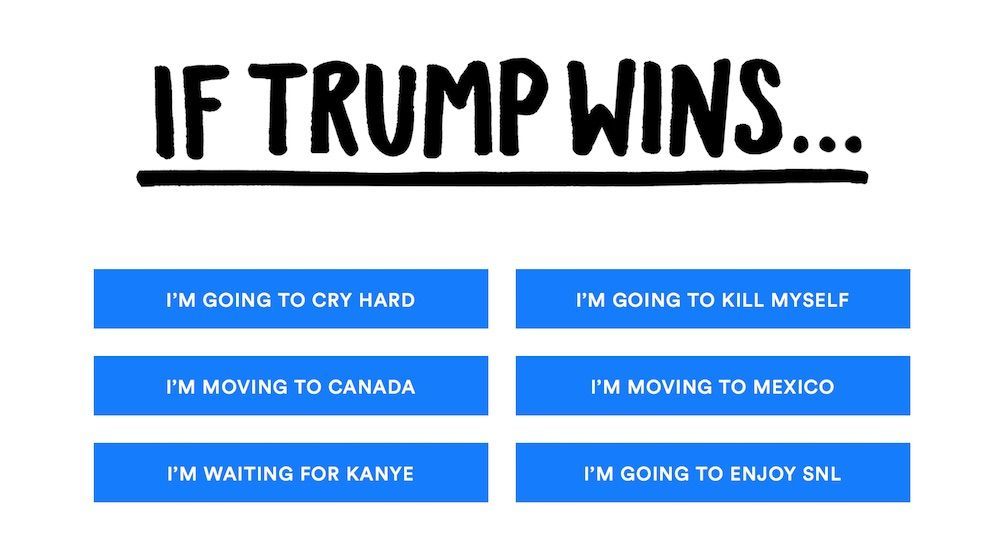 IF TRUMP WINS...
I’M GOING TO CRY HARD
I’M GOING TO KILL MYSELF
I’M MOVING TO CANADA
I’M MOVING TO MEXICO
I’M WAITING FOR KANYE
I’M GOING TO ENJOY SNL